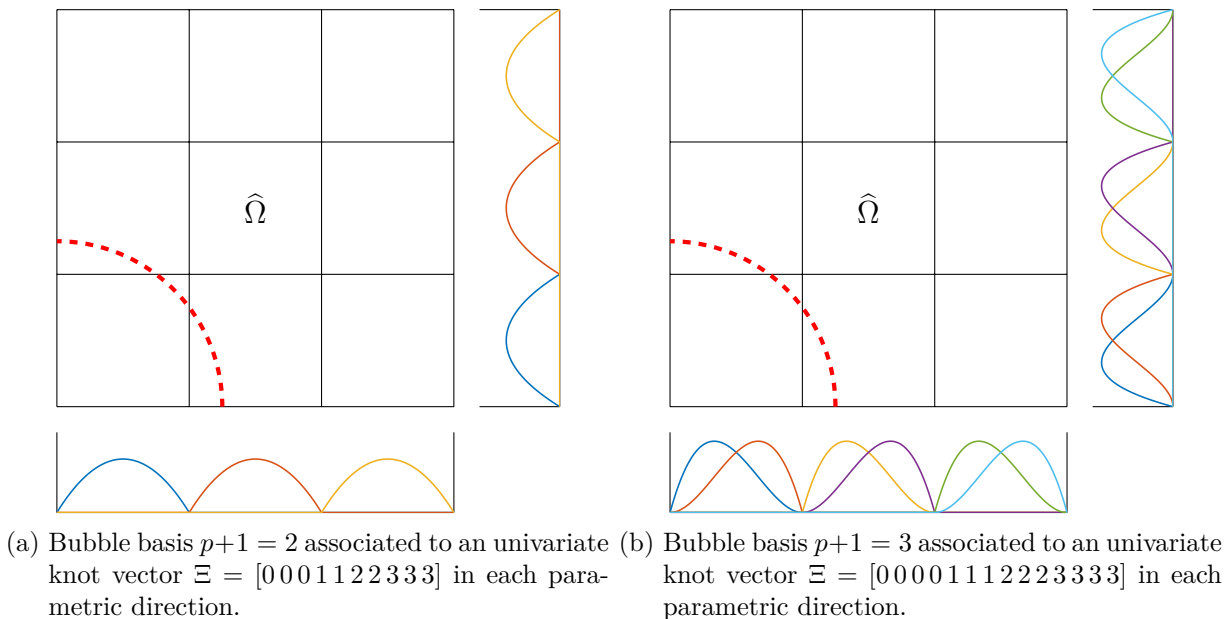 Ω̂
Ω̂
(a) Bubble basis p+1 = 2 associated to an univariate
knot vector Ξ = [0 0 0 1 1 2 2 3 3 3] in each para-
metric direction.
(b) Bubble basis p+1 = 3 associated to an univariate
knot vector Ξ = [0 0 0 0 1 1 1 2 2 2 3 3 3 3] in each
parametric direction.